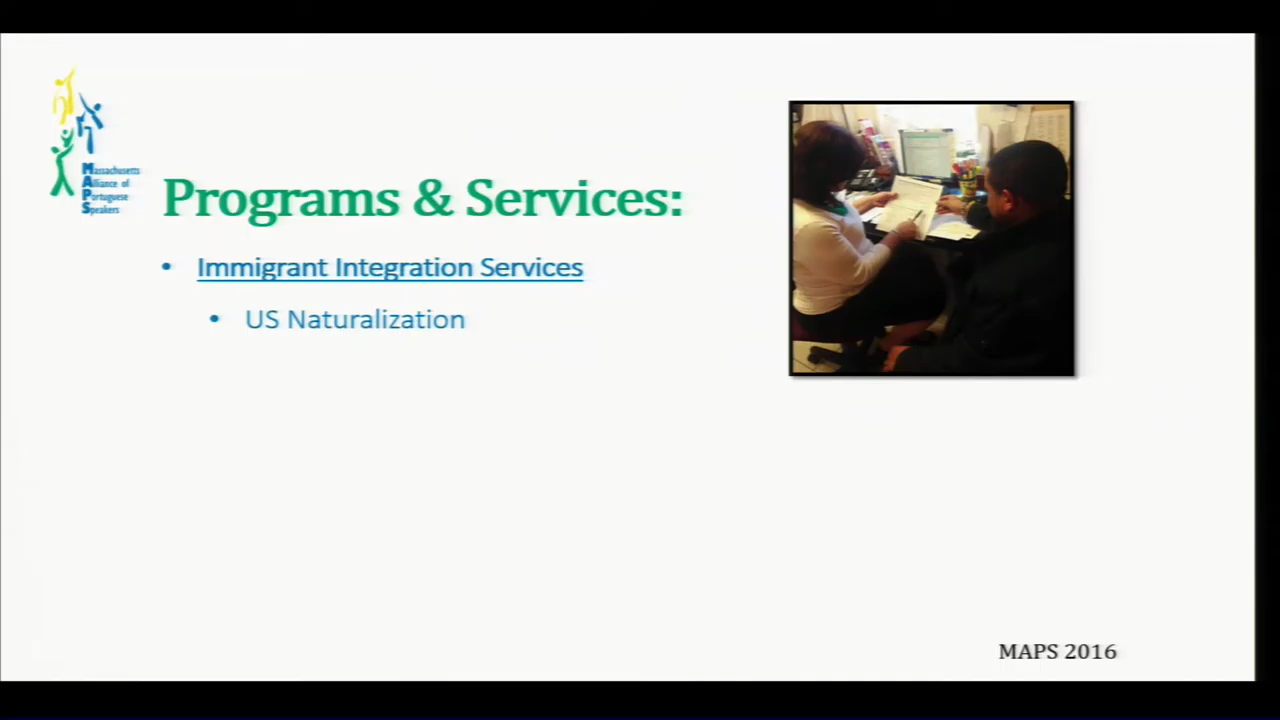 Massachusetts
Alliance of
Portuguese
Speakers
Programs & Services:
• Immigrant Integration Services
• US Naturalization
MAPS 2016